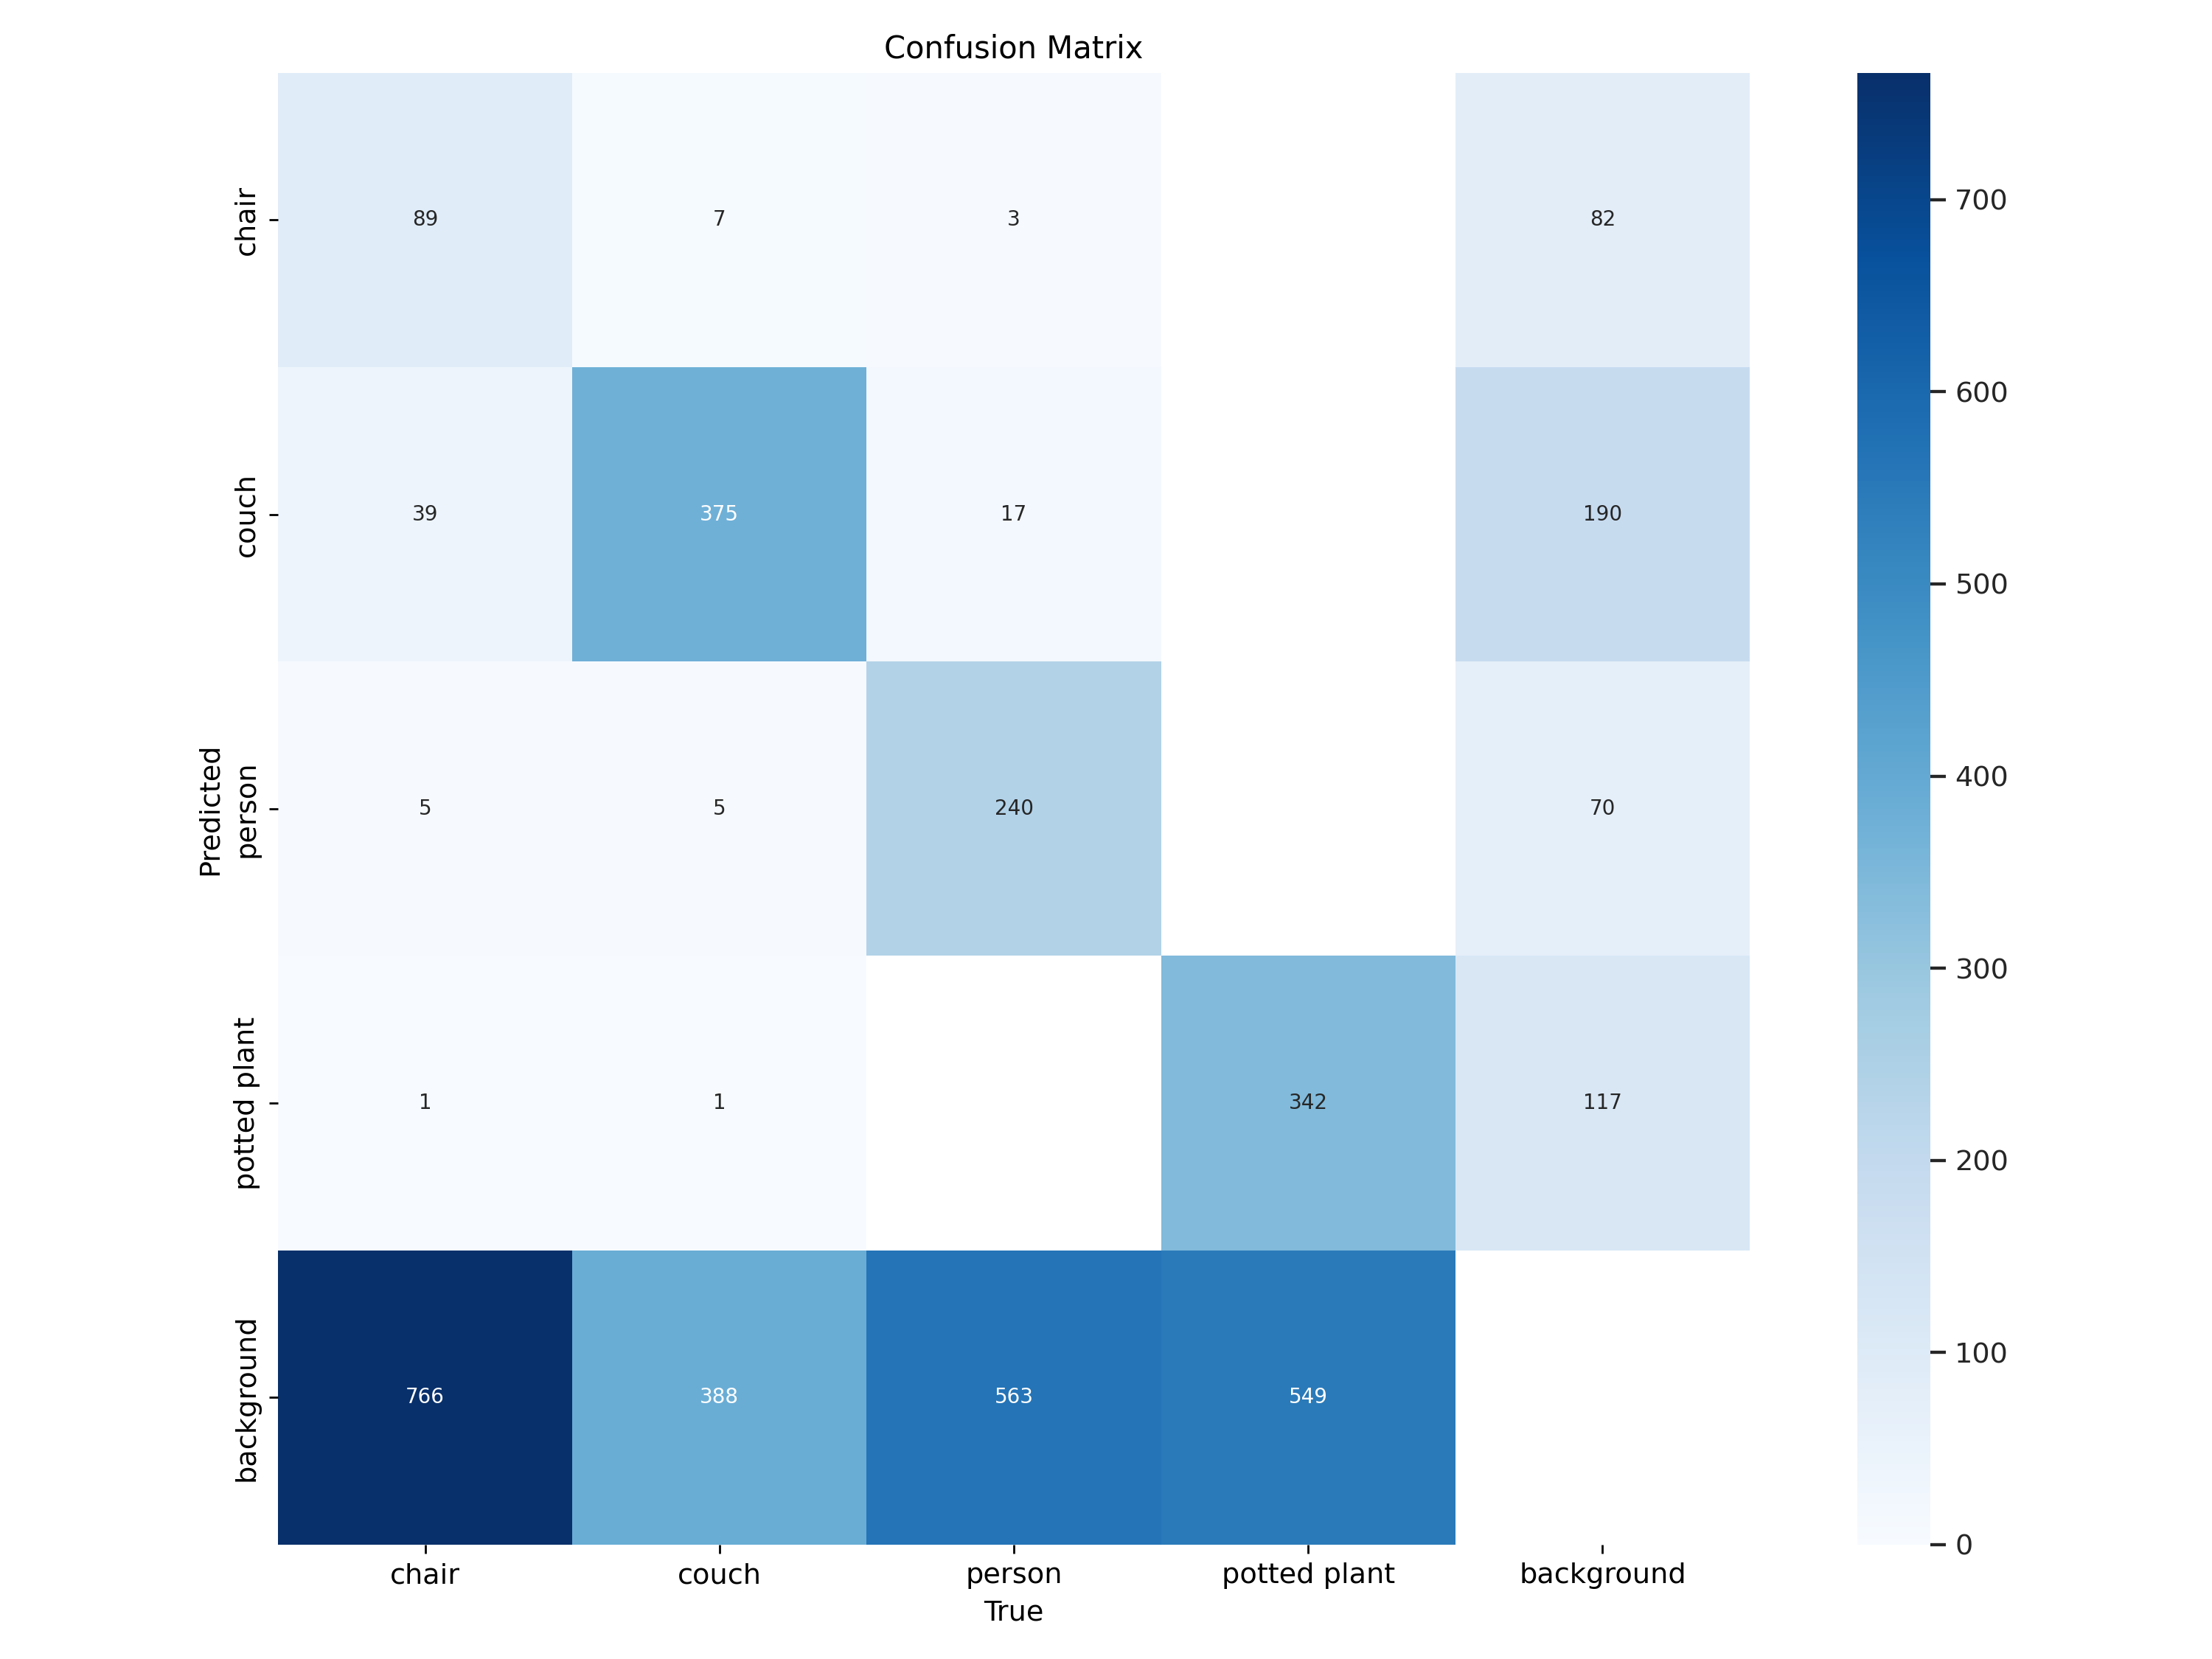 Confusion Matrix
chair
89
7
3
82
700
600
couch
39
375
17
190
500
400
Predicted
person
5
5
240
70
300
200
potted plant
1
1
342
117
100
background
766
388
563
549
0
chair
couch
person
potted plant
background
True